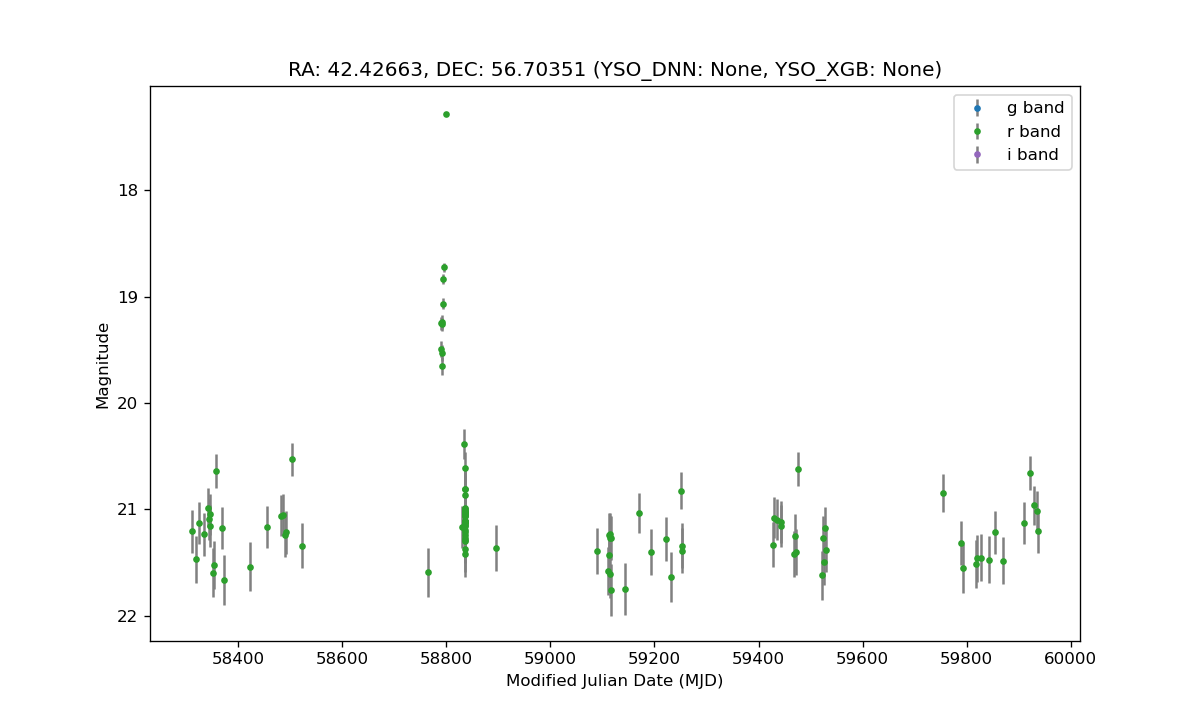 RA: 42.42663, DEC: 56.70351 (YSO_DNN: None, YSO_XGB: None)
g band
r band
i band
18
19
20
21
22
Magnitude
58400 58600 58800 59000 59200 59400 59600 59800 60000
Modified Julian Date (MJD)